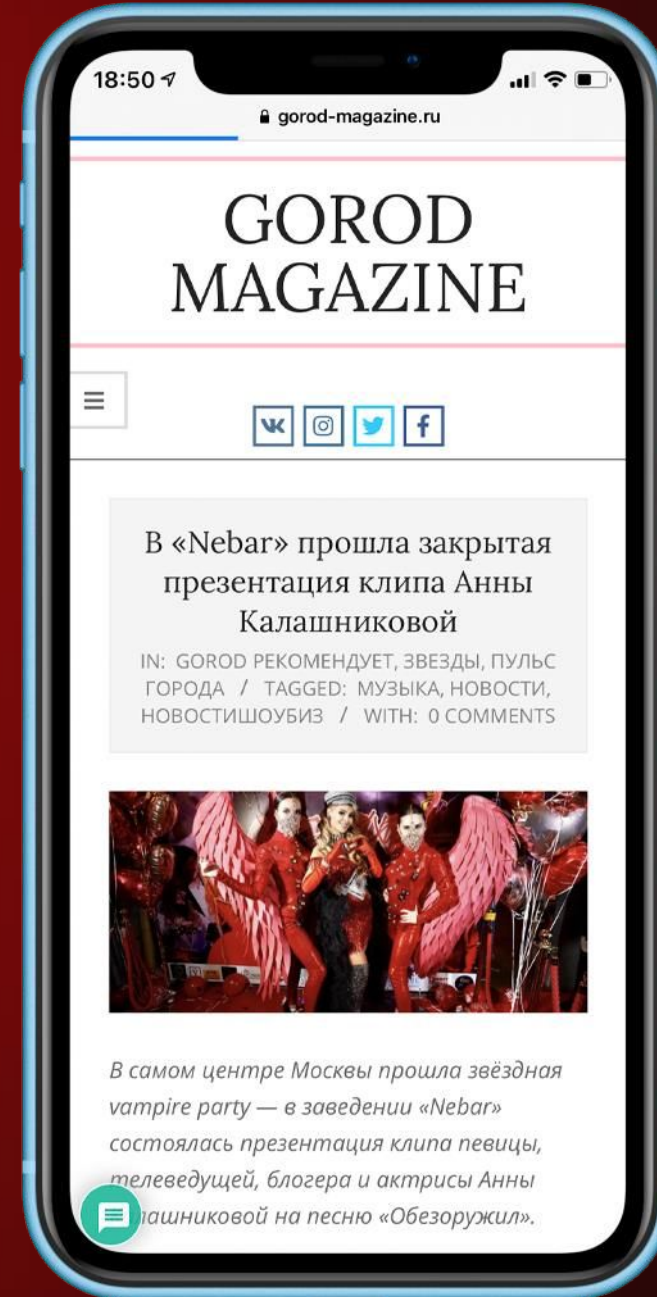 18:50
gorod-magazine.ru
GOROD
MAGAZINE
В «Nebar» прошла закрытая
презентация клипа Анны
Калашниковой
IN: GOROD РЕКОМЕНДУЕТ, ЗВЕЗДЫ, ПУЛЬС
ГОРОДА / TAGGED: МУЗЫКА, НОВОСТИ,
НОВОСТИШОУБИЗ / WITH: 0 COMMENTS
В самом центре Москвы прошла звёздная
vampire party — в заведении «Nebar»
состоялась презентация клипа певицы,
телеведущей, блогера и актрисы Анны
лашниковой на песню «Обезоружил».